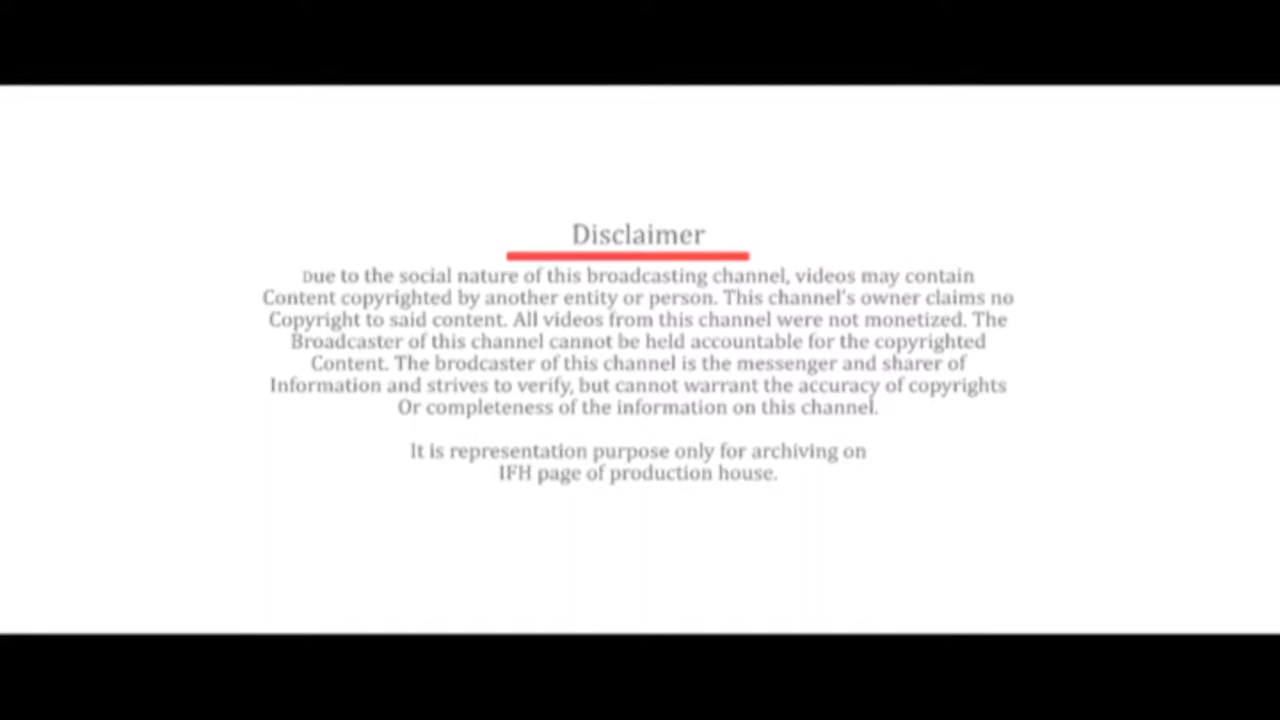 Disclaimer
Due to the social nature of this broadcasting channel, videos may contain
Content copyrighted by another entity or person. This channel's owner claims no
Copyright to said content. All videos from this channel were not monetized. The
Broadcaster of this channel cannot be held accountable for the copyrighted
Content. The brodcaster of this channel is the messenger and sharer of
Information and strives to verify, but cannot warrant the accuracy of copyrights
Or completeness of the information on this channel.
It is representation purpose only for archiving on
IFH page of production house.